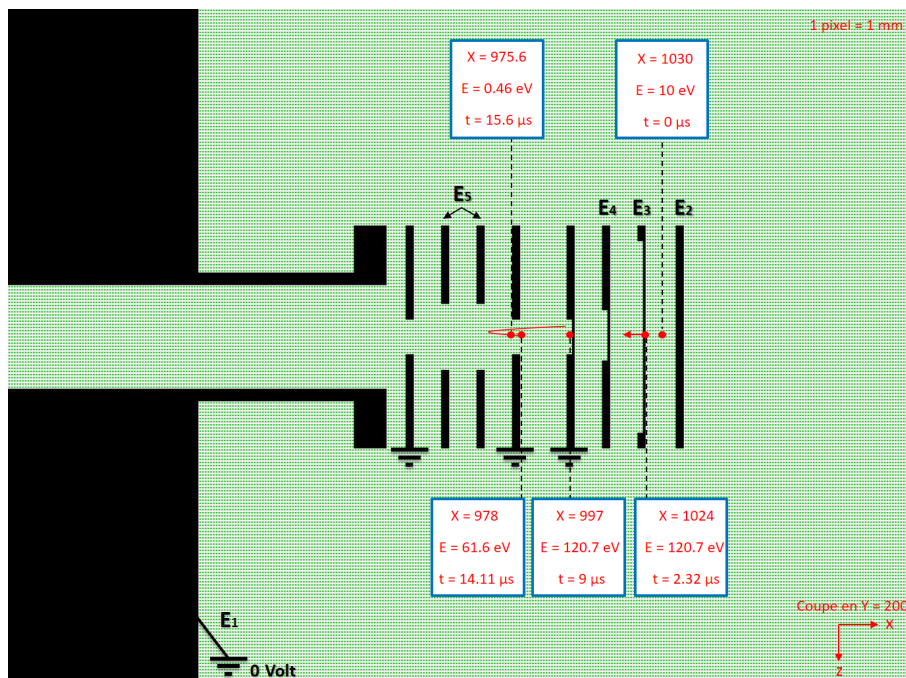 1 pixel = 1 mm
X = 975.6
E = 0.46 eV
t = 15.6 µs
X = 1030
E = 10 eV
t = 0 µs
E5
E4
E3
E2
X = 978
E = 61.6 eV
t = 14.11 µs
X = 997
E = 120.7 eV
t = 9 µs
X = 1024
E = 120.7 eV
t = 2.32 µs
Coupe en Y = 200
X
Z
E1
0 Volt